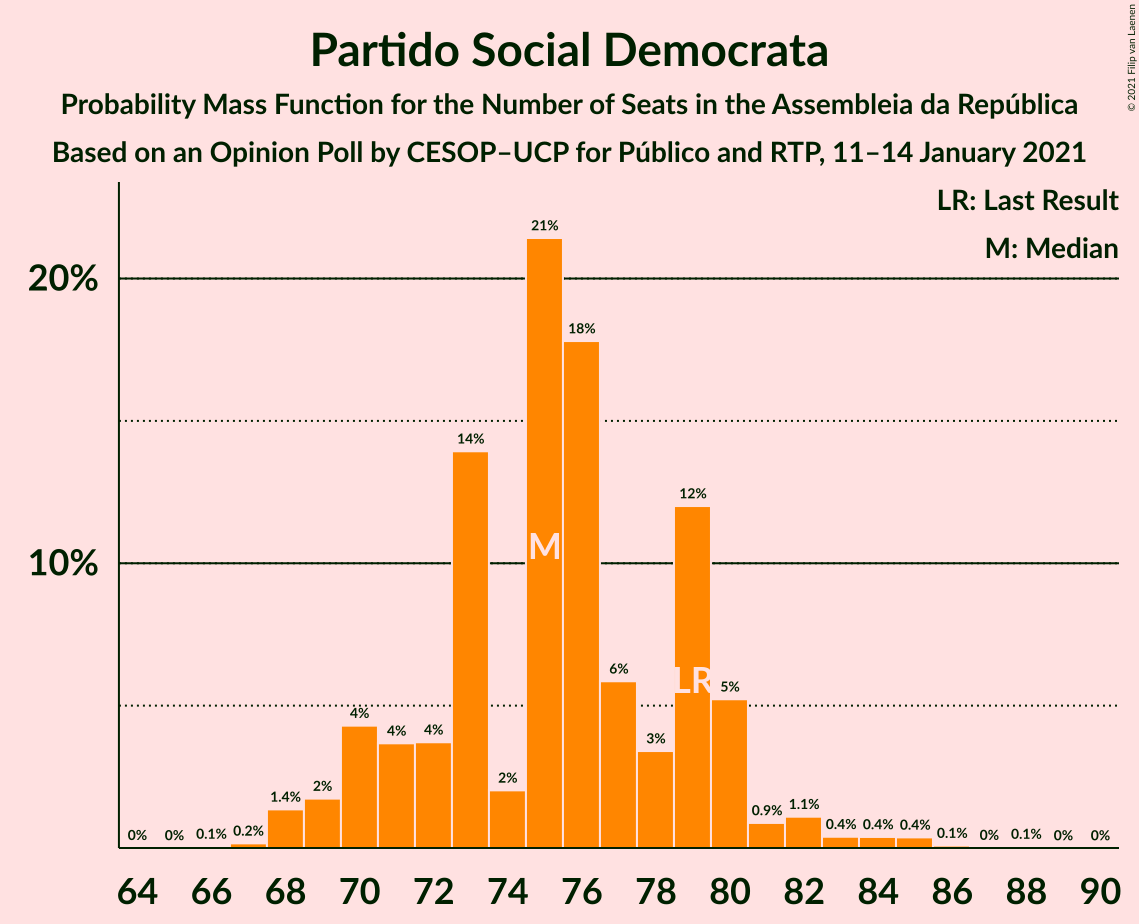 Partido Social Democrata
Probability Mass Function for the Number of Seats in the Assembleia da República
Based on an Opinion Poll by CESOP–UCP for Público and RTP, 11–14 January 2021
© 2021 Filip van Laenen
LR: Last Result
M: Median
20%
10%
0% 0% 0.1% 0.2% 1.4% 2% 4% 4% 4% 14% 2% 21% 18% 6% 3% 12% 5% 0.9% 1.1% 0.4% 0.4% 0.4% 0.1% 0% 0.1% 0% 0%
M
LR
64 66 68 70 72 74 76 78 80 82 84 86 88 90